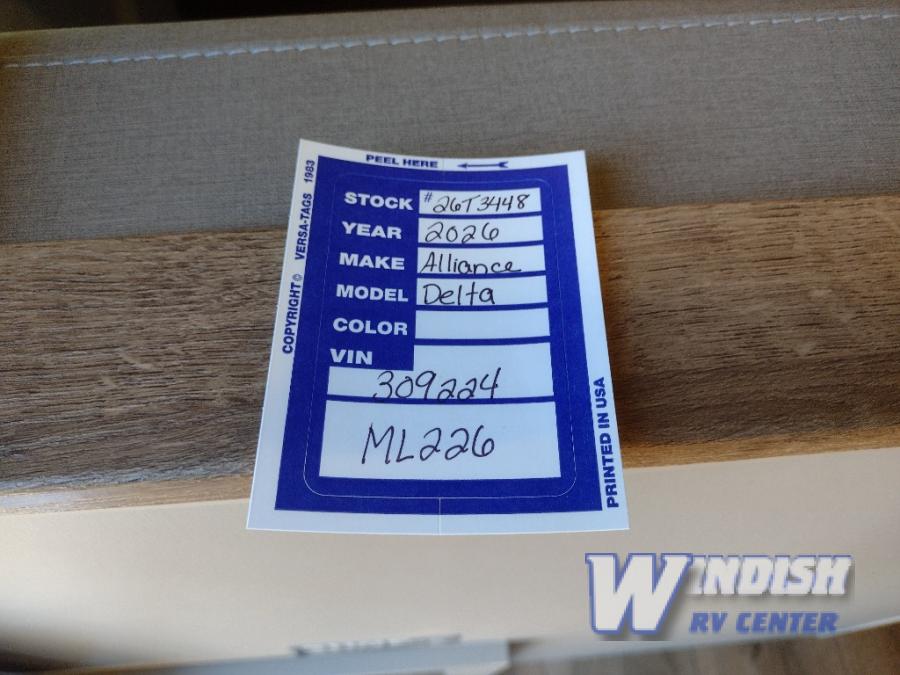 PEEL HERE
COPYRIGHT © VERSA-TAGS 1983
STOCK #26T3448
YEAR 2026
MAKE Alliance
MODEL Delta
COLOR
VIN
309224
ML226
PRINTED IN USA
WINDISH
RV CENTER